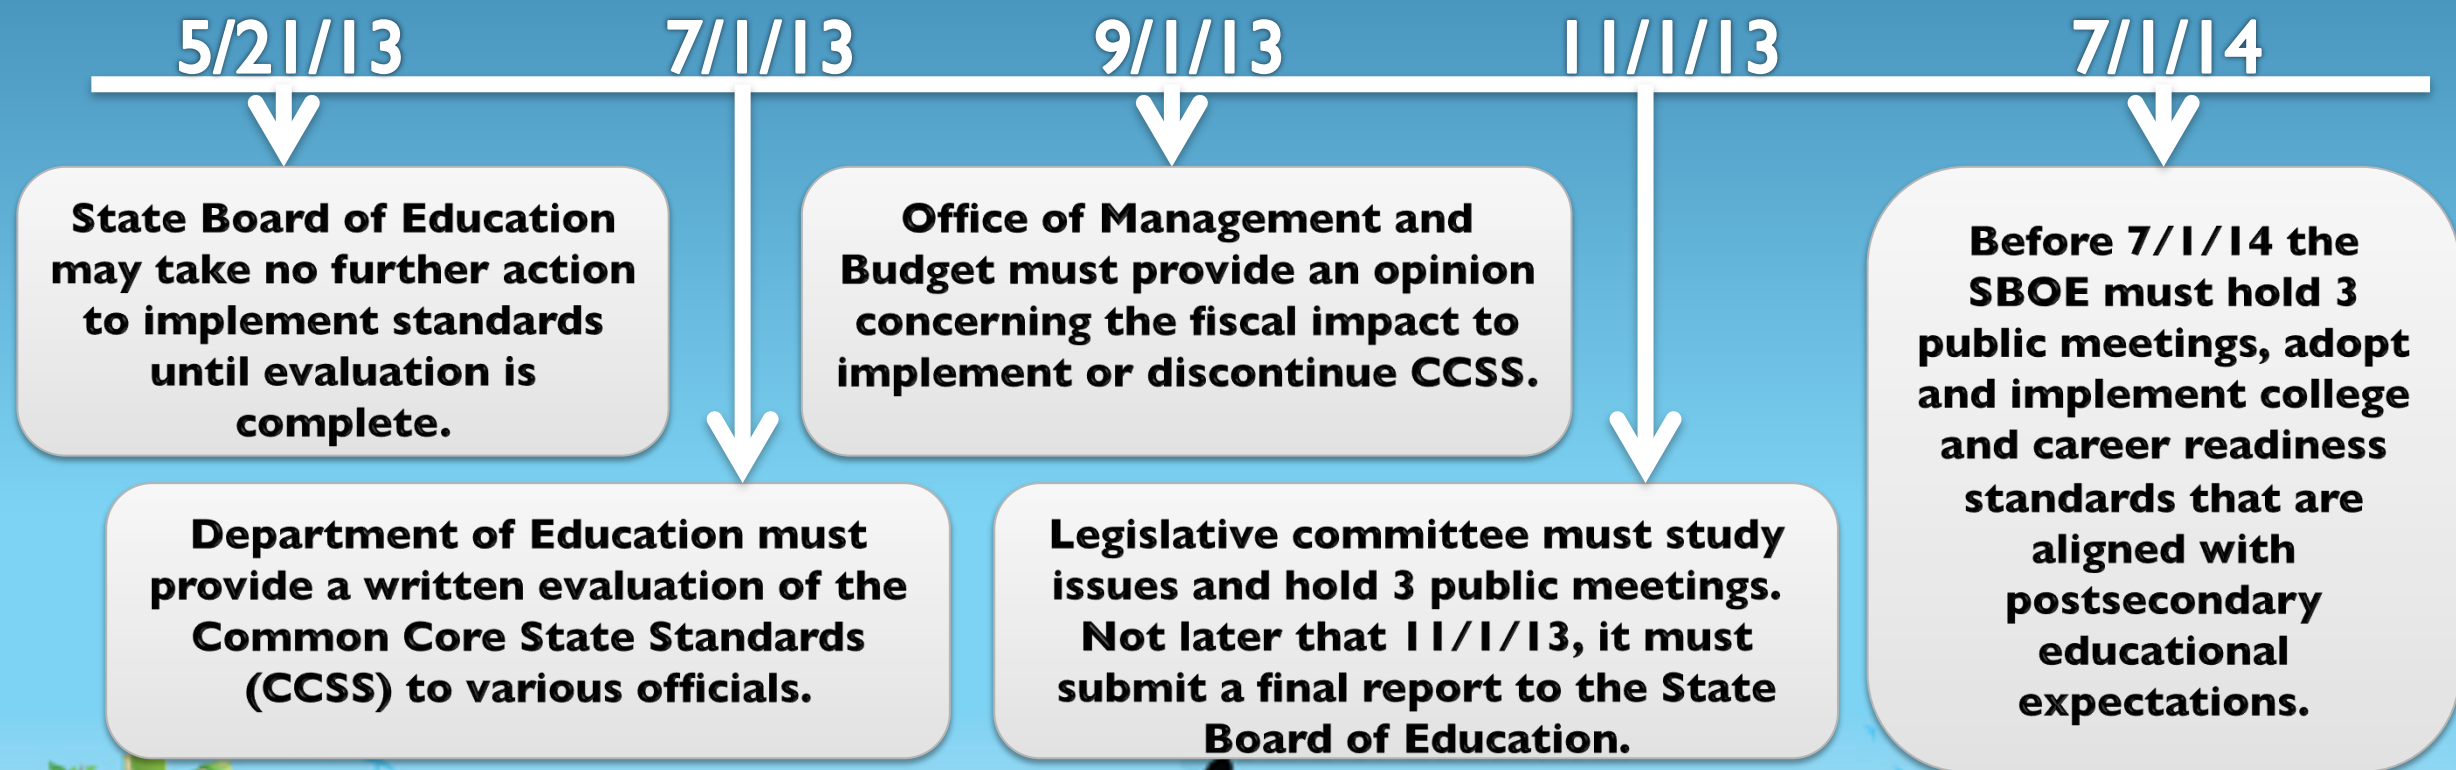 5/21/13
7/1/13
9/1/13
11/1/13
7/1/14
State Board of Education
may take no further action
to implement standards
until evaluation is
complete.
Department of Education must
provide a written evaluation of the
Common Core State Standards
(CCSS) to various officials.
Office of Management and
Budget must provide an opinion
concerning the fiscal impact to
implement or discontinue CCSS.
Legislative committee must study
issues and hold 3 public meetings.
Not later that 11/1/13, it must
submit a final report to the State
Board of Education.
Before 7/1/14 the
SBOE must hold 3
public meetings, adopt
and implement college
and career readiness
standards that are
aligned with
postsecondary
educational
expectations.